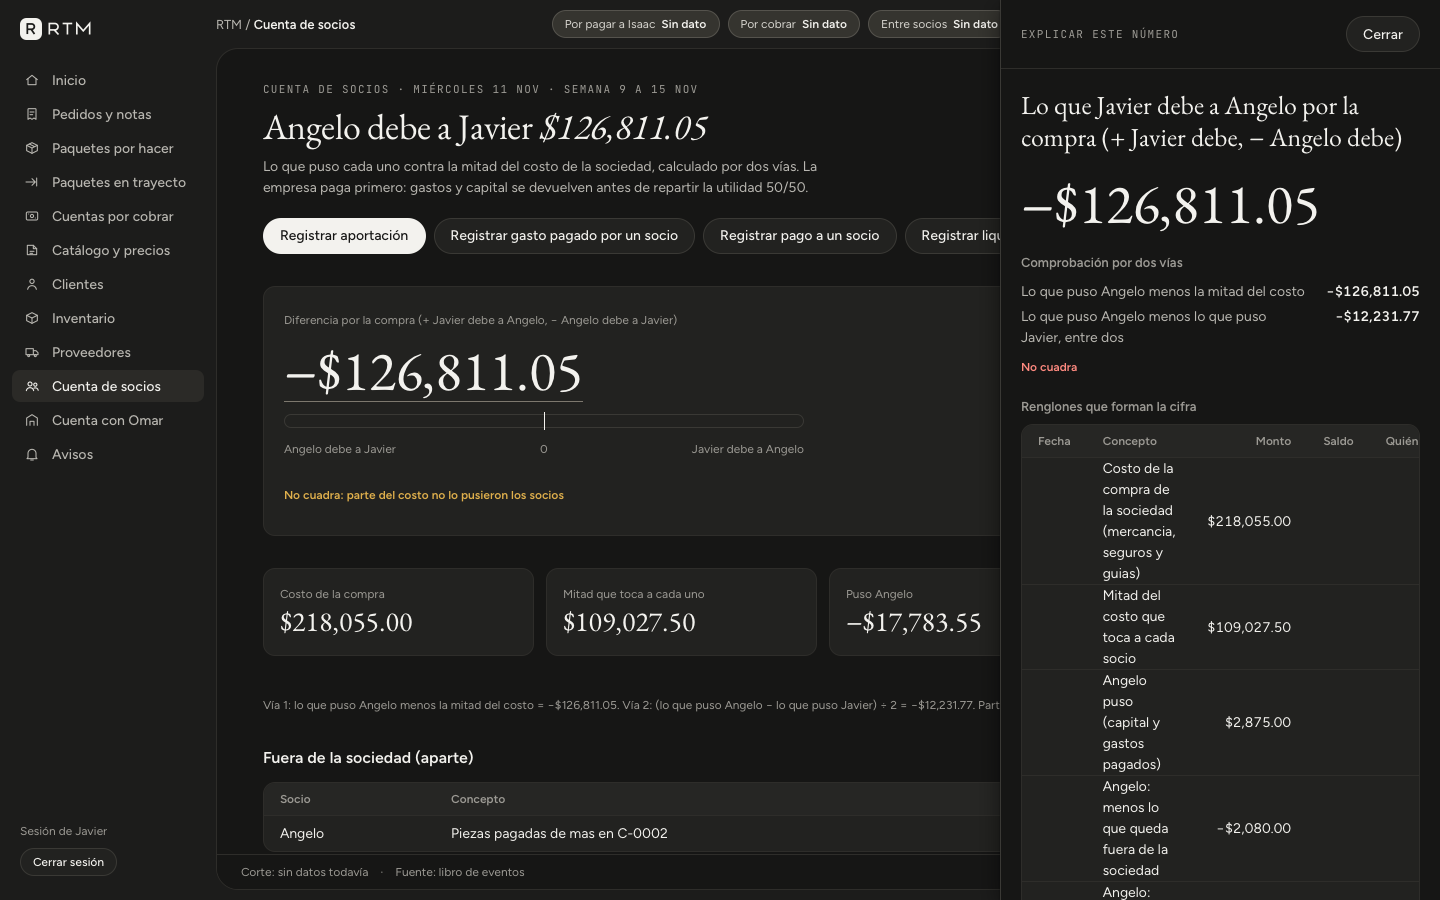 R RTM
Inicio
Pedidos y notas
Paquetes por hacer
Paquetes en trayecto
Cuentas por cobrar
Catálogo y precios
Clientes
Inventario
Proveedores
Cuenta de socios
Cuenta con Omar
Avisos
Sesión de Javier
Cerrar sesión
RTM / Cuenta de socios
Por pagar a Isaac Sin dato
Por cobrar Sin dato
Entre socios Sin dato
CUENTA DE SOCIOS · MIÉRCOLES 11 NOV · SEMANA 9 A 15 NOV
Angelo debe a Javier $126,811.05
Lo que puso cada uno contra la mitad del costo de la sociedad, calculado por dos vías. La
empresa paga primero: gastos y capital se devuelven antes de repartir la utilidad 50/50.
Registrar aportación
Registrar gasto pagado por un socio
Registrar pago a un socio
Registrar liqu
Diferencia por la compra (+ Javier debe a Angelo, − Angelo debe a Javier)
−$126,811.05
Angelo debe a Javier
0
Javier debe a Angelo
No cuadra: parte del costo no lo pusieron los socios
Costo de la compra
$218,055.00
Mitad que toca a cada uno
$109,027.50
Puso Angelo
−$17,783.55
Vía 1: lo que puso Angelo menos la mitad del costo = −$126,811.05. Vía 2: (lo que puso Angelo − lo que puso Javier) ÷ 2 = −$12,231.77. Part
Fuera de la sociedad (aparte)
Socio Concepto
Angelo Piezas pagadas de mas en C-0002
Corte: sin datos todavía · Fuente: libro de eventos
EXPLICAR ESTE NÚMERO
Cerrar
Lo que Javier debe a Angelo por la
compra (+ Javier debe, − Angelo debe)
−$126,811.05
Comprobación por dos vías
Lo que puso Angelo menos la mitad del costo −$126,811.05
Lo que puso Angelo menos lo que puso −$12,231.77
Javier, entre dos
No cuadra
Renglones que forman la cifra
Fecha Concepto Monto Saldo Quién
Costo de la
compra de
la sociedad
(mercancia,
seguros y
guias)
$218,055.00
Mitad del
costo que
toca a cada
socio
$109,027.50
Angelo
puso
(capital y
gastos
pagados)
$2,875.00
Angelo:
menos lo
que queda
fuera de la
sociedad
−$2,080.00
Angelo: